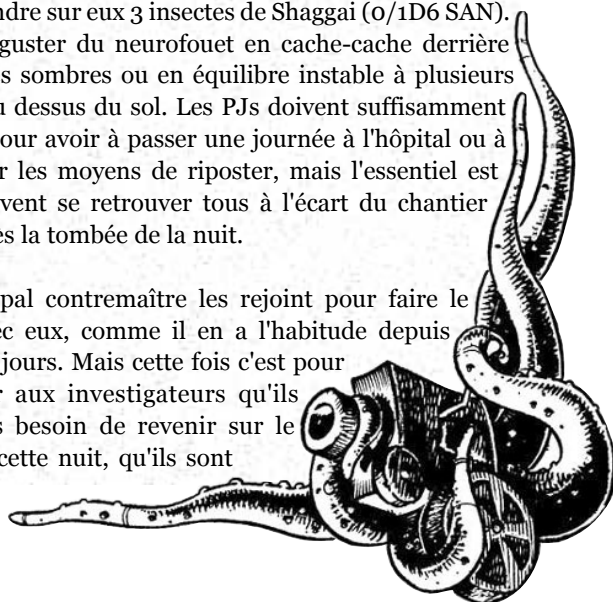 ndre sur eux 3 insectes de Shaggai (0/1D6 SAN).
guster du neurofouet en cache-cache derrière
s sombres ou en équilibre instable à plusieurs
u dessus du sol. Les PJs doivent suffisamment
our avoir à passer une journée à l'hôpital ou à
r les moyens de riposter, mais l'essentiel est
vent se retrouver tous à l'écart du chantier
ès la tombée de la nuit.
pal contremaître les rejoint pour faire le
ec eux, comme il en a l'habitude depuis
jours. Mais cette fois c'est pour
r aux investigateurs qu'ils
s besoin de revenir sur le
cette nuit, qu'ils sont